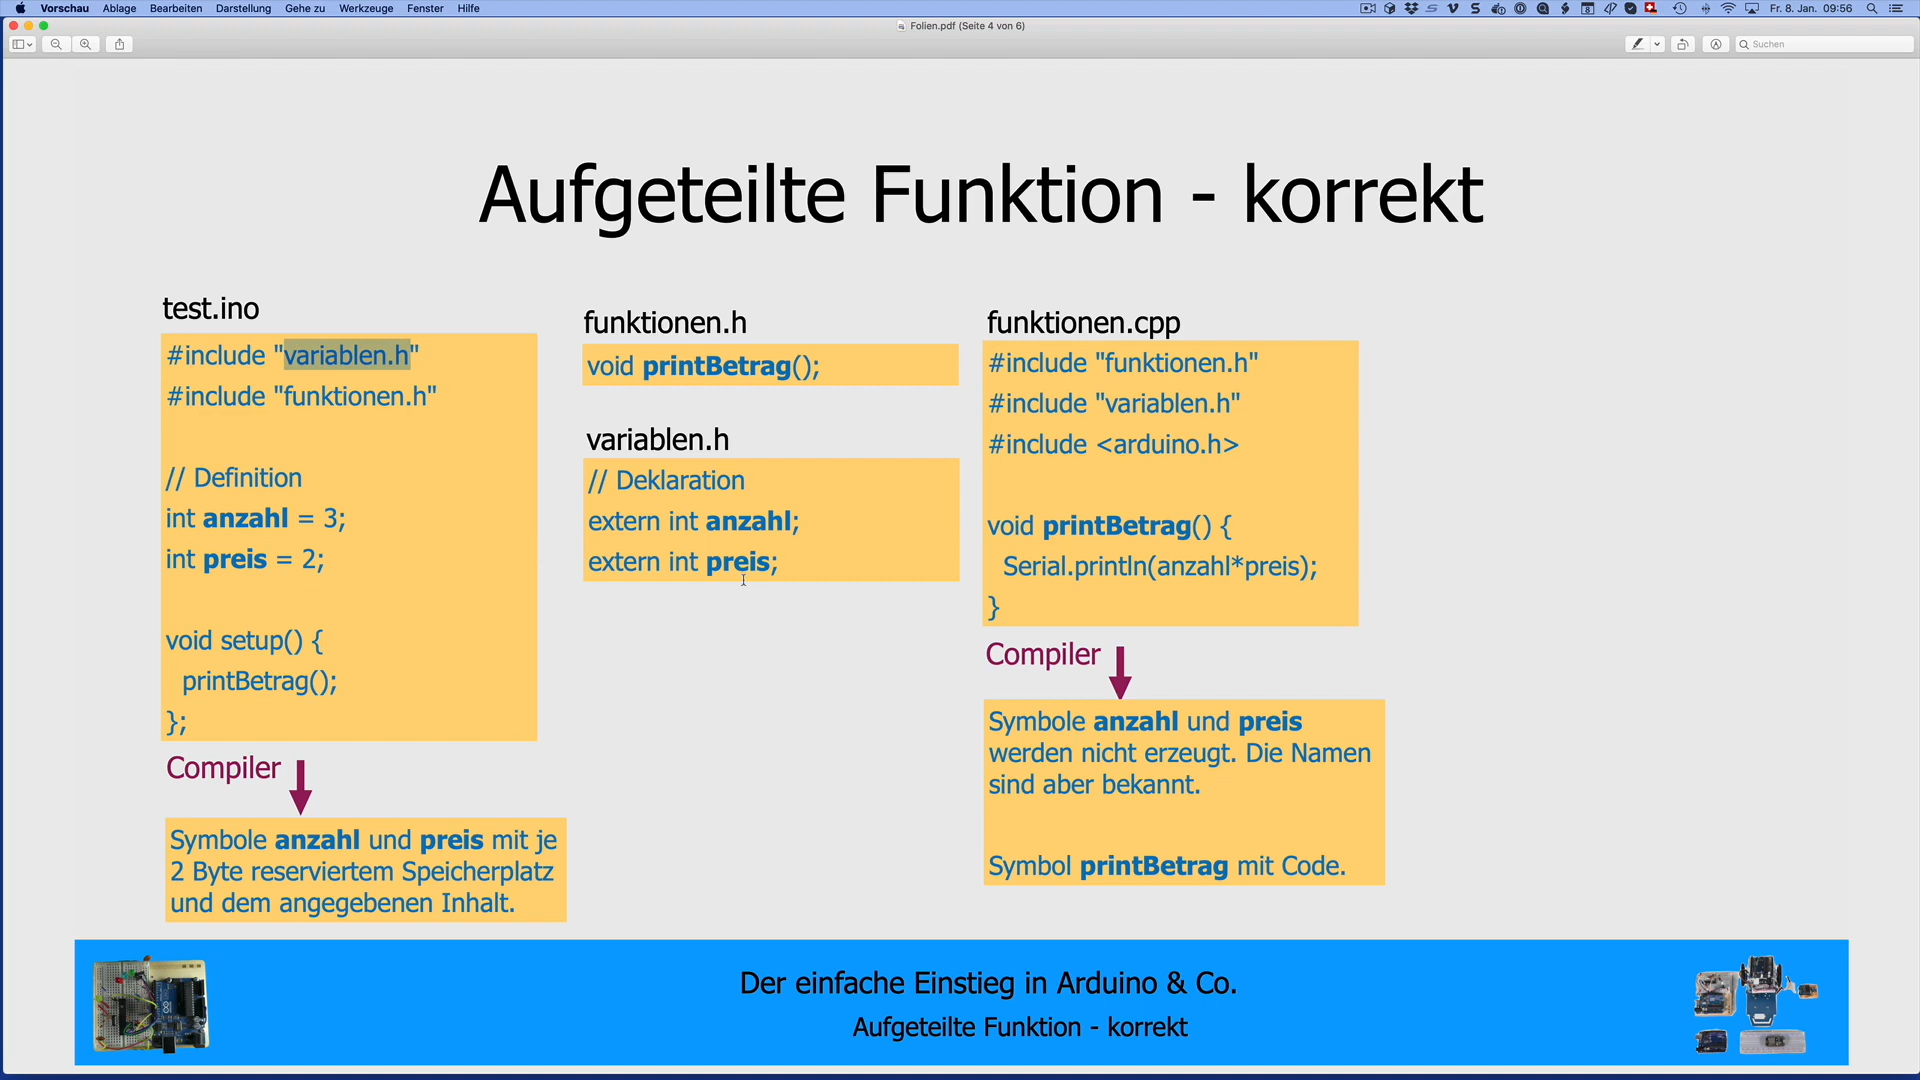 Vorschau Ablage Bearbeiten Darstellung Gehe zu Werkzeuge Fenster Hilfe
Fr. 8. Jan. 09:56
Folien.pdf (Seite 4 von 6)
Suchen
Aufgeteilte Funktion - korrekt
test.ino
#include "variablen.h"
#include "funktionen.h"
// Definition
int anzahl = 3;
int preis = 2;
void setup() {
printBetrag();
};
Compiler
Symbole anzahl und preis mit je
2 Byte reserviertem Speicherplatz
und dem angegebenen Inhalt.
funktionen.h
void printBetrag();
variablen.h
// Deklaration
extern int anzahl;
extern int preis;
funktionen.cpp
#include "funktionen.h"
#include "variablen.h"
#include <arduino.h>
void printBetrag() {
Serial.println(anzahl*preis);
}
Compiler
Symbole anzahl und preis
werden nicht erzeugt. Die Namen
sind aber bekannt.
Symbol printBetrag mit Code.
Der einfache Einstieg in Arduino & Co.
Aufgeteilte Funktion - korrekt